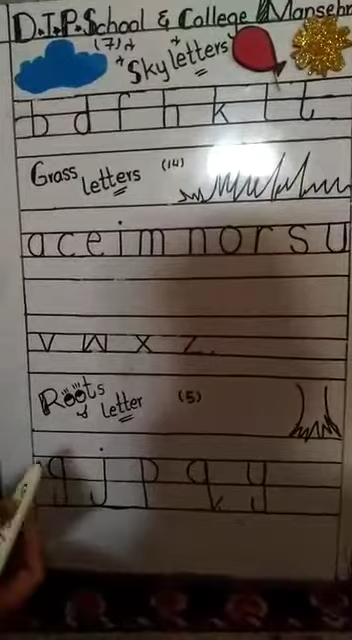 D.J.P.School & College Mansehr
(7)
Sky letters
b d f h k l t
Grass letters (14)
a c e i m n o r s u
v w x z.
Roots letter (5)
g j p q y